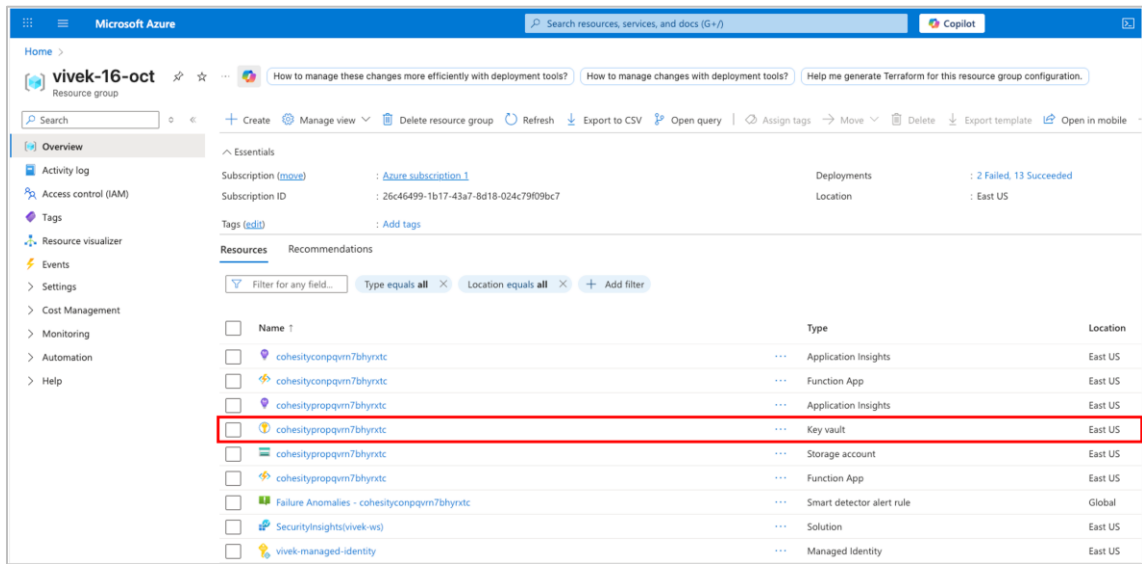 Microsoft Azure
Search resources, services, and docs (G+/)
Copilot
Home >
vivek-16-oct
Resource group
How to manage these changes more efficiently with deployment tools?
How to manage changes with deployment tools?
Help me generate Terraform for this resource group configuration.
Search
Create Manage view Delete resource group Refresh Export to CSV Open query Assign tags Move Delete Export template Open in mobile
Overview
Activity log
Access control (IAM)
Tags
Resource visualizer
Events
Settings
Cost Management
Monitoring
Automation
Help
Essentials
Subscription (move) : Azure subscription 1 Deployments : 2 Failed, 13 Succeeded
Subscription ID : 26c46499-1b17-43a7-8d18-024c79f09bc7 Location : East US
Tags (edit) : Add tags
Resources Recommendations
Filter for any field... Type equals all Location equals all Add filter
Name ↑ Type Location
cohesityconpqvrn7bhyrxtc ... Application Insights East US
cohesityconpqvrn7bhyrxtc ... Function App East US
cohesitypropqvrn7bhyrxtc ... Application Insights East US
cohesitypropqvrn7bhyrxtc ... Key vault East US
cohesitypropqvrn7bhyrxtc ... Storage account East US
cohesitypropqvrn7bhyrxtc ... Function App East US
Failure Anomalies - cohesityconpqvrn7bhyrxtc ... Smart detector alert rule Global
SecurityInsights(vivek-ws) ... Solution East US
vivek-managed-identity ... Managed Identity East US